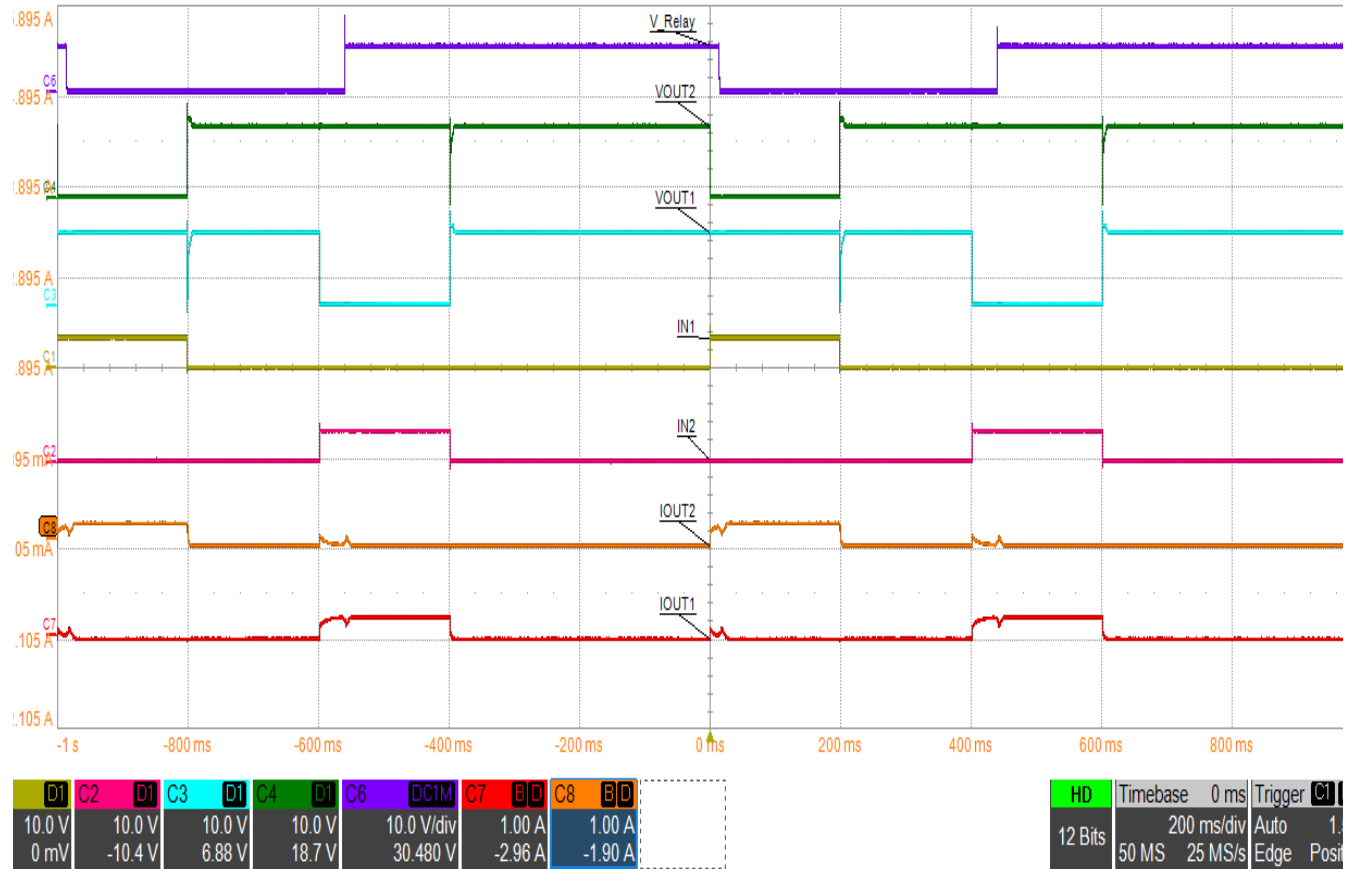 .895 A
V_Relay
C6
.895 A
VOUT2
.895 A
C4
VOUT1
.895 A
C3
IN1
C1
.895 A
IN2
C2
95 mA
IOUT2
C8
05 mA
IOUT1
C7
.105 A
.105 A
-1 s -800 ms -600 ms -400 ms -200 ms 0 ms 200 ms 400 ms 600 ms 800 ms
D1 C2 D1 C3 D1 C4 D1 C6 DC1M C7 B D C8 B D HD Timebase 0 ms Trigger C1
10.0 V 10.0 V 10.0 V 10.0 V 10.0 V/div 1.00 A 1.00 A 12 Bits 200 ms/div Auto
0 mV -10.4 V 6.88 V 18.7 V 30.480 V -2.96 A -1.90 A 50 MS 25 MS/s Edge Posit